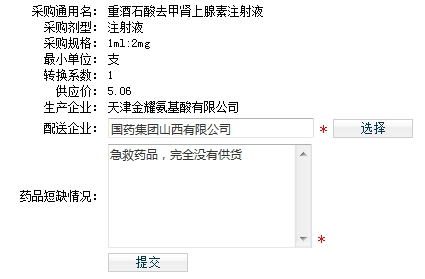 采购通用名: 重酒石酸去甲肾上腺素注射液
采购剂型: 注射液
采购规格: 1ml:2mg
最小单位: 支
转换系数: 1
供应价: 5.06
生产企业: 天津金耀氨基酸有限公司
配送企业: 国药集团山西有限公司 * 选择
药品短缺情况: 急救药品，完全没有供货 *
提交